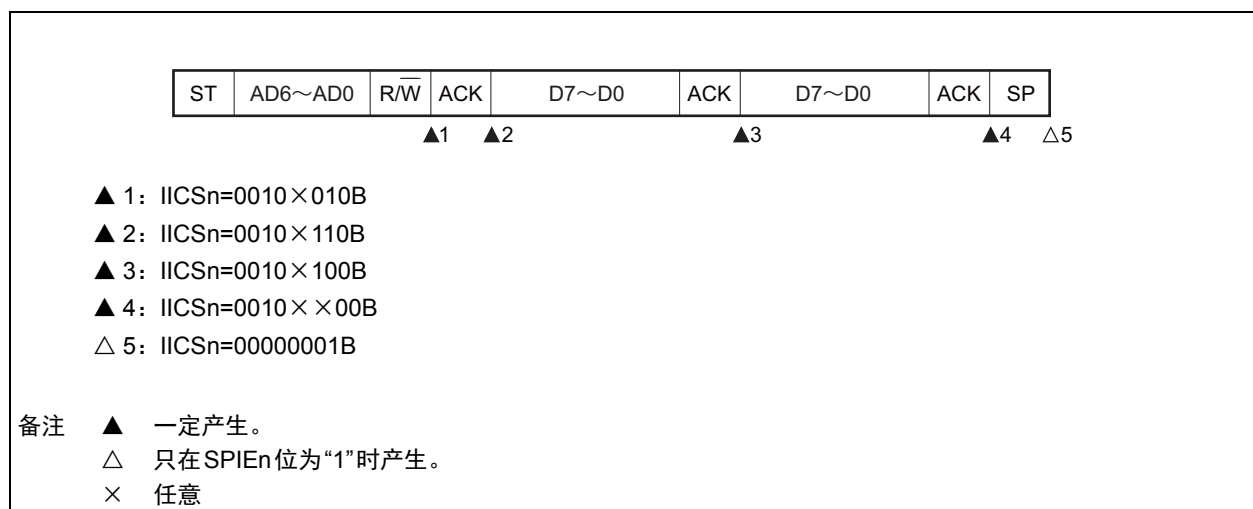 ST AD6～AD0 R/W̅ ACK D7～D0 ACK D7～D0 ACK SP
▲1 ▲2 ▲3 ▲4 △5
▲ 1：IICSn=0010×010B
▲ 2：IICSn=0010×110B
▲ 3：IICSn=0010×100B
▲ 4：IICSn=0010××00B
△ 5：IICSn=00000001B
备注 ▲ 一定产生。
△ 只在SPIEn位为“1”时产生。
× 任意